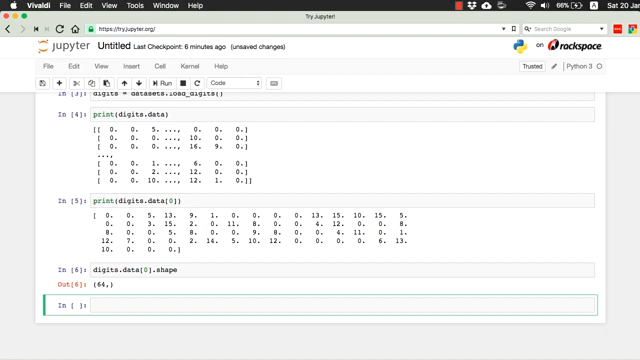 Vivaldi File Edit View Tools Window Help 66% Sat 20 Jan
Try Jupyter!
https://try.jupyter.org/ Search Google
jupyter Untitled Last Checkpoint: 6 minutes ago (unsaved changes) on rackspace
File Edit View Insert Cell Kernel Help Trusted Python 3
Run Code
In [3]: digits = datasets.load_digits()
In [4]: print(digits.data)
[[ 0. 0. 5. ..., 0. 0. 0.]
[ 0. 0. 0. ..., 10. 0. 0.]
[ 0. 0. 0. ..., 16. 9. 0.]
...,
[ 0. 0. 1. ..., 6. 0. 0.]
[ 0. 0. 2. ..., 12. 0. 0.]
[ 0. 0. 10. ..., 12. 1. 0.]]
In [5]: print(digits.data[0])
[ 0. 0. 5. 13. 9. 1. 0. 0. 0. 0. 13. 15. 10. 15. 5.
0. 0. 3. 15. 2. 0. 11. 8. 0. 0. 4. 12. 0. 0. 8.
8. 0. 0. 5. 8. 0. 0. 9. 8. 0. 0. 4. 11. 0. 1.
12. 7. 0. 0. 2. 14. 5. 10. 12. 0. 0. 0. 0. 6. 13.
10. 0. 0. 0.]
In [6]: digits.data[0].shape
Out[6]: (64,)
In [ ]: